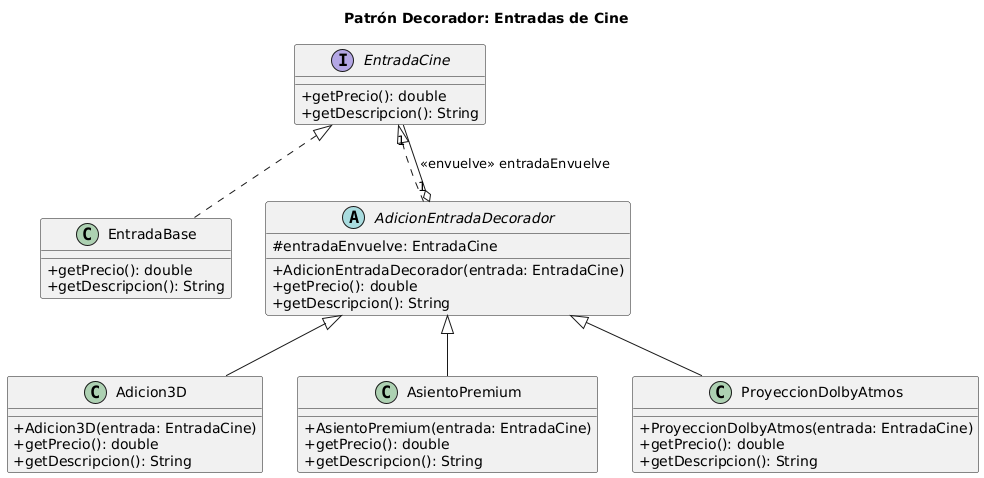 Patrón Decorador: Entradas de Cine
I EntradaCine
+getPrecio(): double
+getDescripcion(): String
1
«envuelve» entradaEnvuelve
1
C EntradaBase
+getPrecio(): double
+getDescripcion(): String
A AdicionEntradaDecorador
#entradaEnvuelve: EntradaCine
+AdicionEntradaDecorador(entrada: EntradaCine)
+getPrecio(): double
+getDescripcion(): String
C Adicion3D
+Adicion3D(entrada: EntradaCine)
+getPrecio(): double
+getDescripcion(): String
C AsientoPremium
+AsientoPremium(entrada: EntradaCine)
+getPrecio(): double
+getDescripcion(): String
C ProyeccionDolbyAtmos
+ProyeccionDolbyAtmos(entrada: EntradaCine)
+getPrecio(): double
+getDescripcion(): String